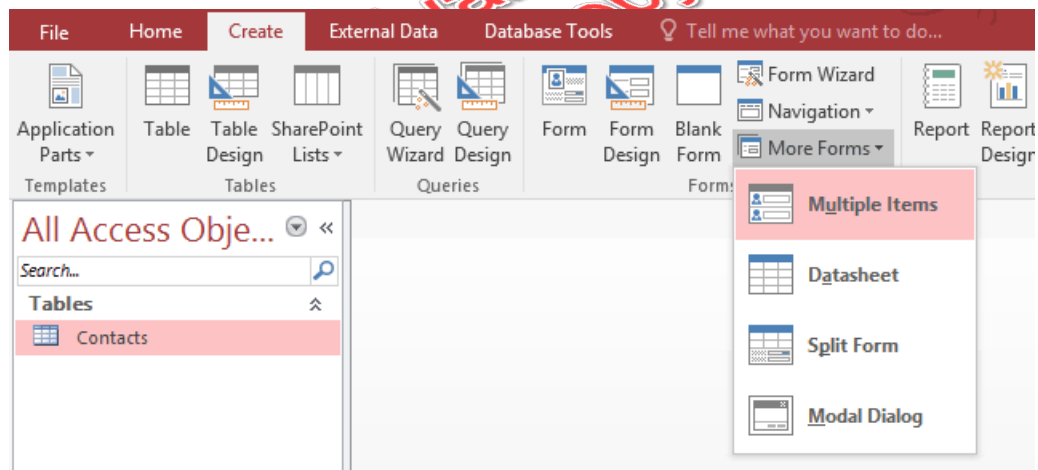 File Home Create External Data Database Tools Tell me what you want to do...
Application Parts
Table
Table Design
SharePoint Lists
Query Wizard
Query Design
Form
Form Design
Blank Form
Form Wizard
Navigation
More Forms
Report
Report Design
Templates Tables Queries Forms
Multiple Items
Datasheet
Split Form
Modal Dialog
All Access Obje...
Search...
Tables
Contacts